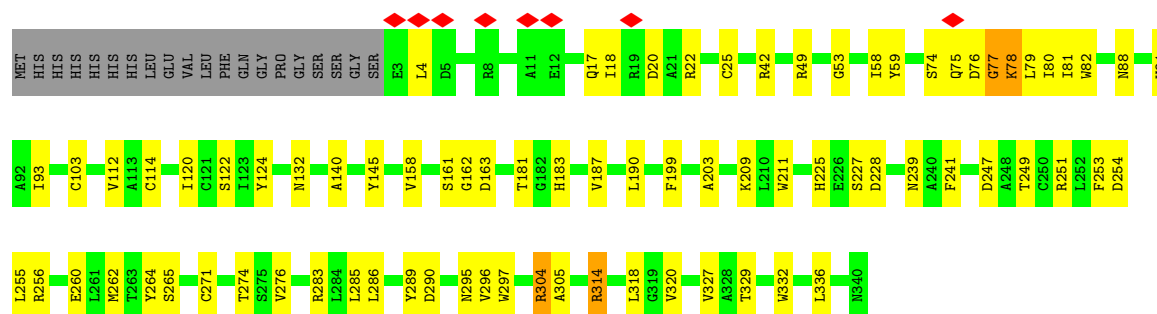 MET HIS HIS HIS HIS HIS HIS LEU GLU VAL LEU PHE GLN GLY PRO GLY SER SER GLY SER E3 L4 D5 R8 A11 E12 Q17 I18 R19 D20 A21 R22 C25 R42 R49 G53 I58 Y59 S74 Q75 D76 G77 K78 L79 I80 I81 W82 N88
A92 I93 C103 V112 A113 C114 I120 C121 S122 I123 Y124 N132 A140 Y145 V158 S161 G162 D163 T181 G182 H183 V187 L190 F199 A203 K209 L210 W211 H225 E226 S227 D228 N239 A240 F241 D247 A248 T249 C250 R251 L252 F253 D254
L255 R256 E260 L261 M262 T263 Y264 S265 C271 T274 S275 V276 R283 L284 L285 L286 Y289 D290 N295 V296 W297 R304 A305 R314 L318 G319 V320 V327 A328 T329 W332 L336 N340